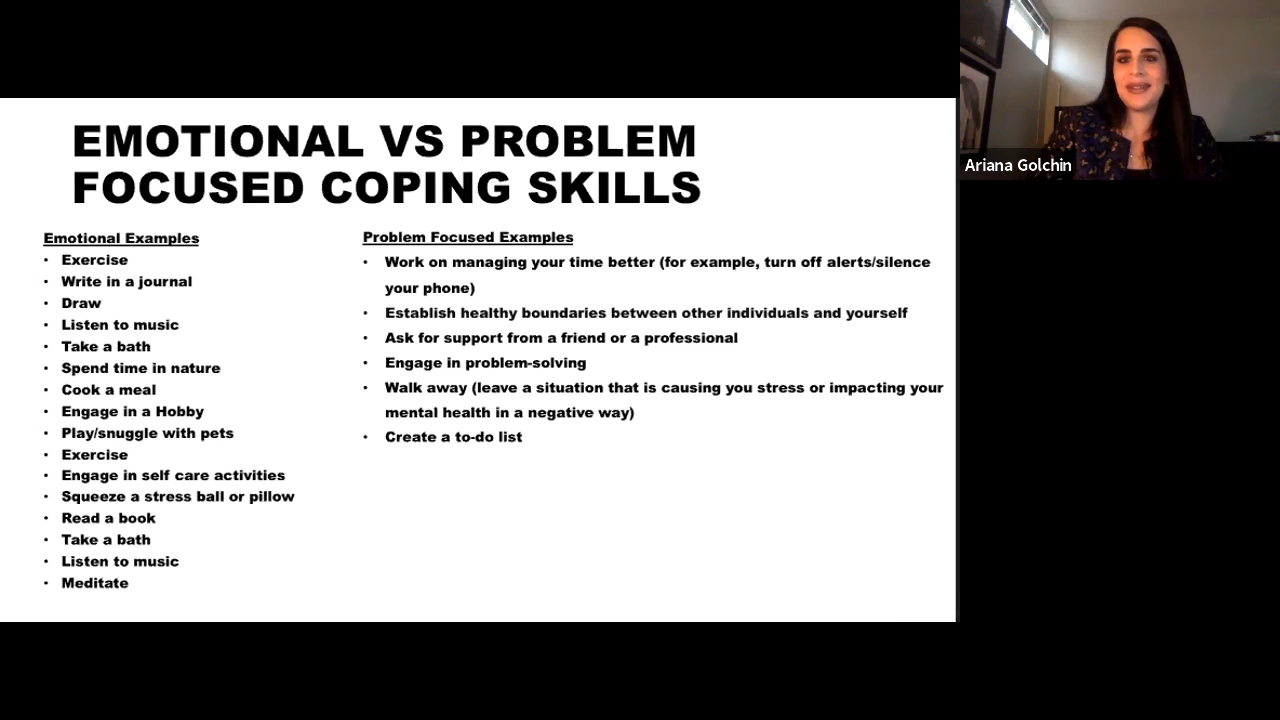 EMOTIONAL VS PROBLEM
FOCUSED COPING SKILLS
Emotional Examples
• Exercise
• Write in a journal
• Draw
• Listen to music
• Take a bath
• Spend time in nature
• Cook a meal
• Engage in a Hobby
• Play/snuggle with pets
• Exercise
• Engage in self care activities
• Squeeze a stress ball or pillow
• Read a book
• Take a bath
• Listen to music
• Meditate
Problem Focused Examples
• Work on managing your time better (for example, turn off alerts/silence
your phone)
• Establish healthy boundaries between other individuals and yourself
• Ask for support from a friend or a professional
• Engage in problem-solving
• Walk away (leave a situation that is causing you stress or impacting your
mental health in a negative way)
• Create a to-do list
Ariana Golchin